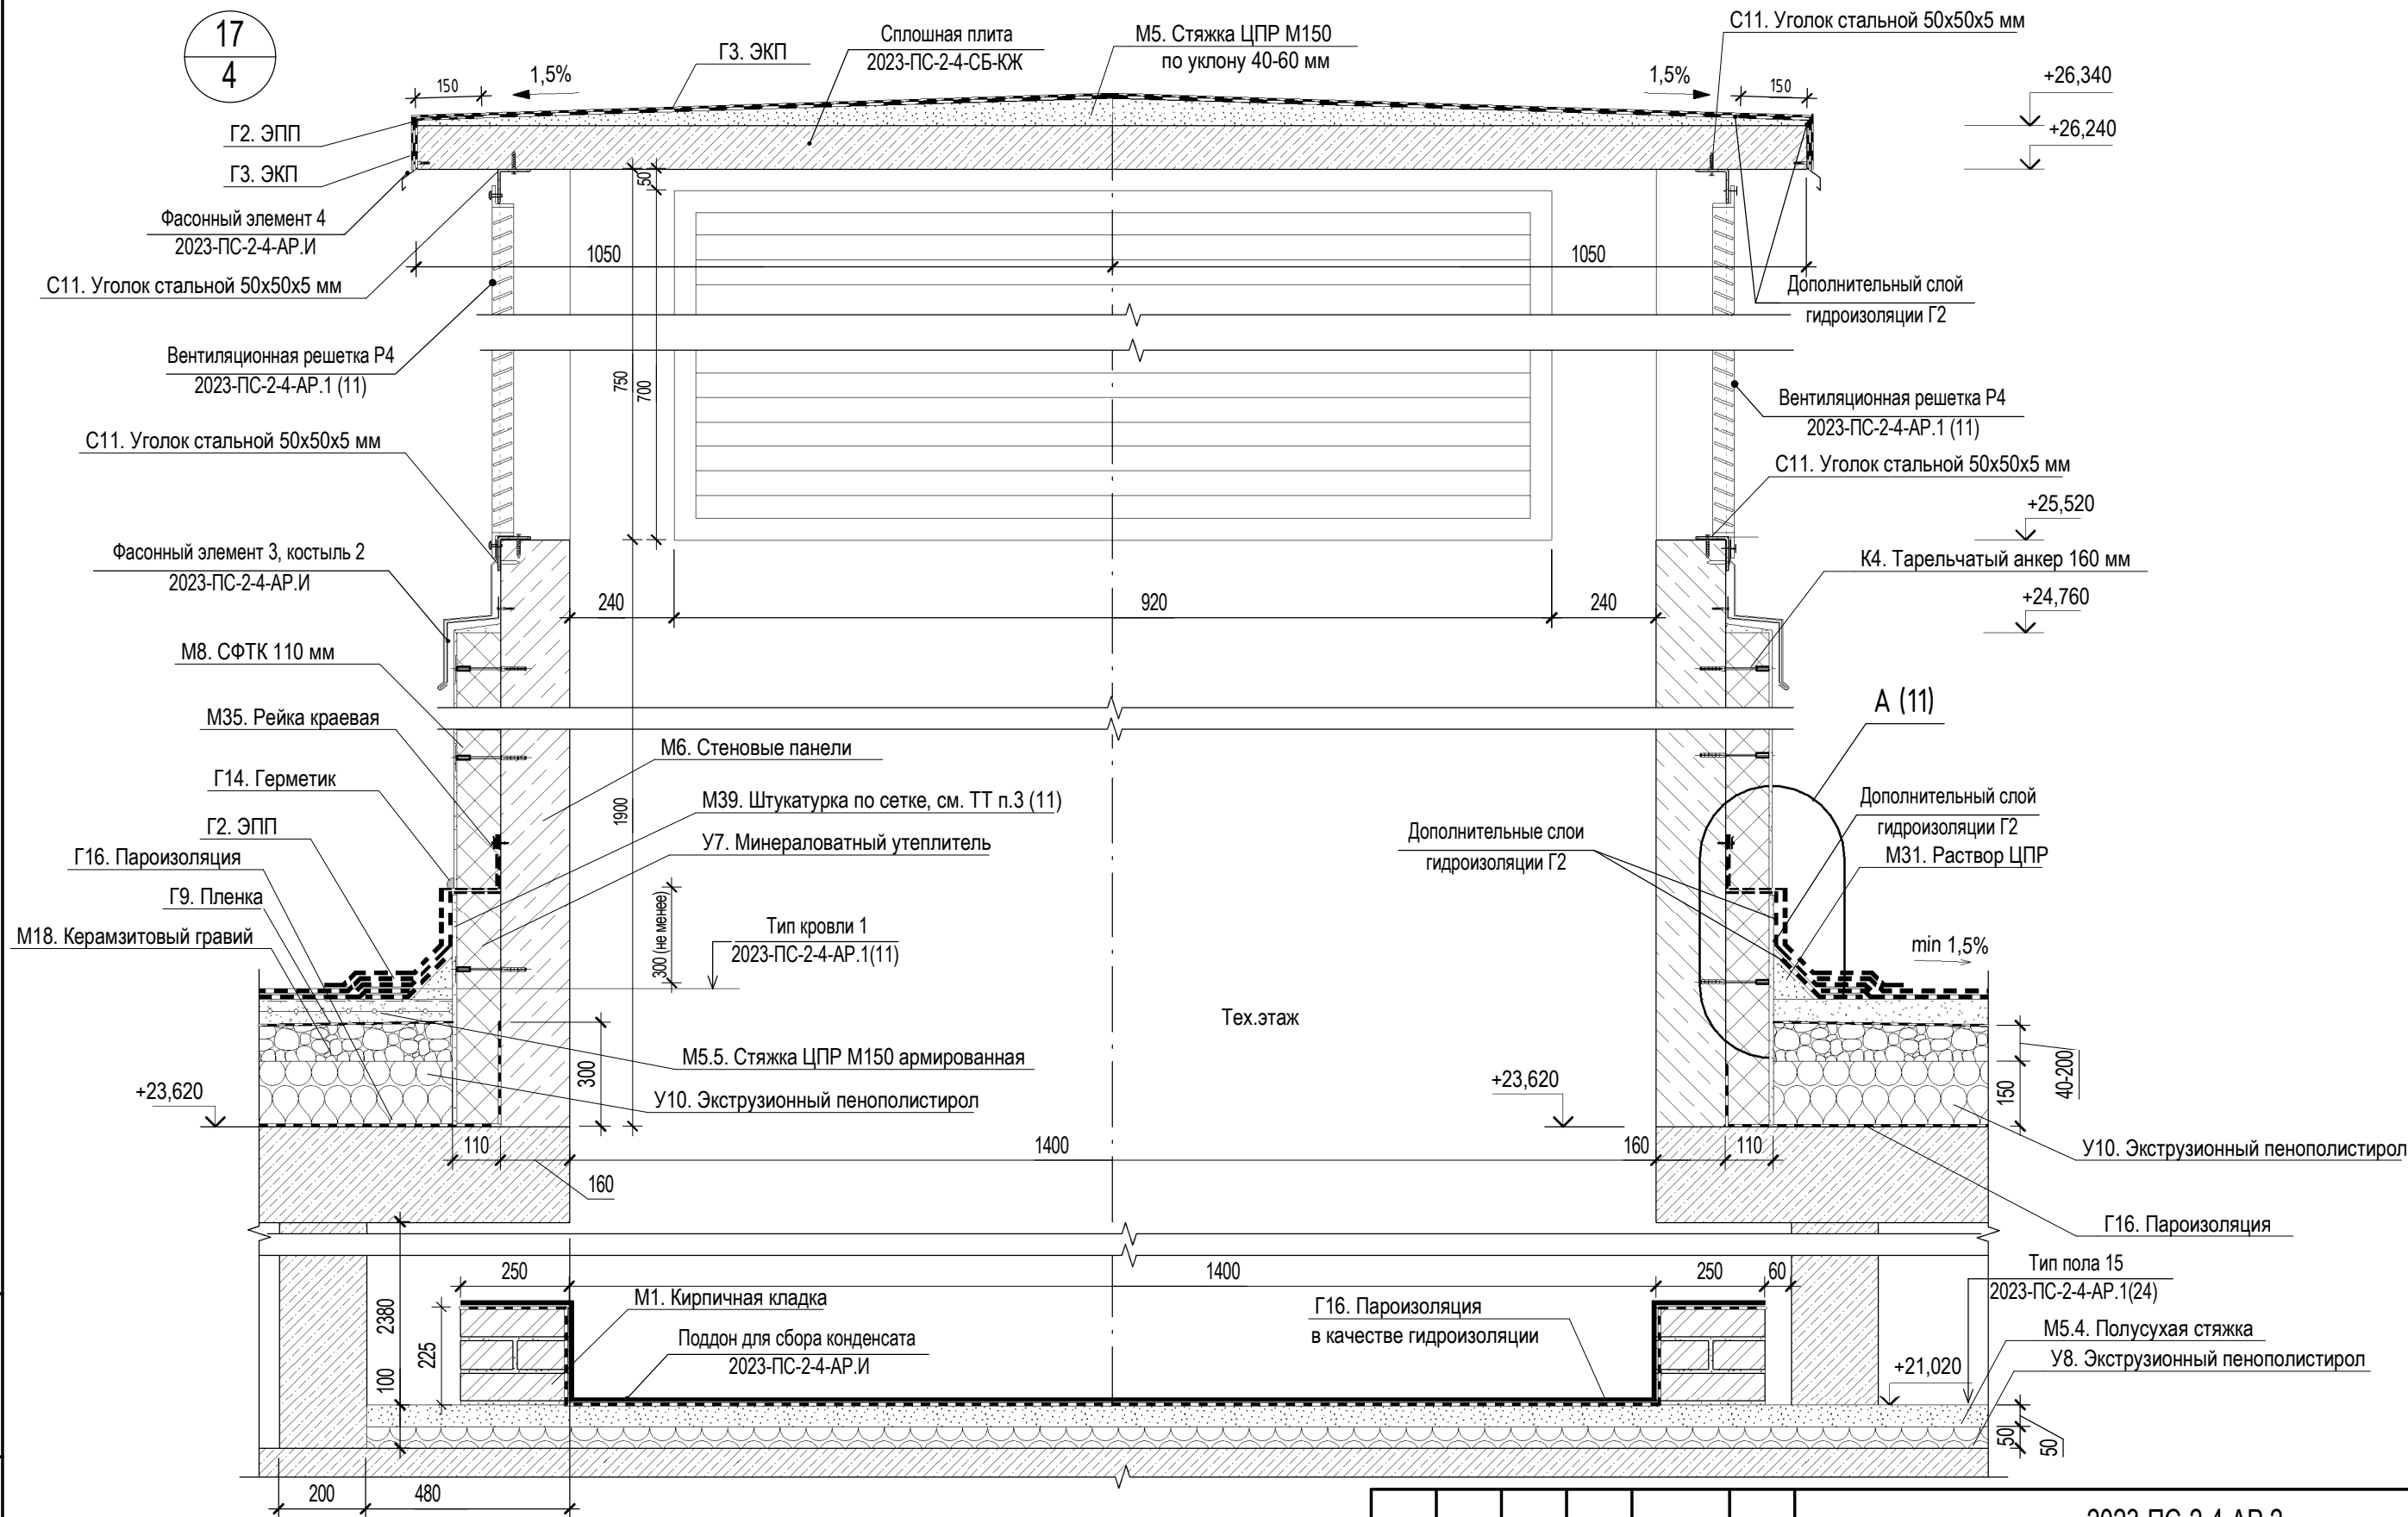 17
4
Г3. ЭКП
Сплошная плита
2023-ПС-2-4-СБ-КЖ
М5. Стяжка ЦПР М150
по уклону 40-60 мм
С11. Уголок стальной 50х50х5 мм
150
1,5%
1,5%
150
+26,340
+26,240
Г2. ЭПП
Г3. ЭКП
Фасонный элемент 4
2023-ПС-2-4-АР.И
С11. Уголок стальной 50х50х5 мм
50
1050
1050
Дополнительный слой
гидроизоляции Г2
Вентиляционная решетка Р4
2023-ПС-2-4-АР.1 (11)
750
700
Вентиляционная решетка Р4
2023-ПС-2-4-АР.1 (11)
С11. Уголок стальной 50х50х5 мм
С11. Уголок стальной 50х50х5 мм
+25,520
Фасонный элемент 3, костыль 2
2023-ПС-2-4-АР.И
К4. Тарельчатый анкер 160 мм
+24,760
240
920
240
М8. СФТК 110 мм
А (11)
М35. Рейка краевая
М6. Стеновые панели
Г14. Герметик
М39. Штукатурка по сетке, см. ТТ п.3 (11)
1900
Дополнительный слой
гидроизоляции Г2
Г2. ЭПП
У7. Минераловатный утеплитель
Дополнительные слои
гидроизоляции Г2
М31. Раствор ЦПР
Г16. Пароизоляция
Г9. Пленка
М18. Керамзитовый гравий
300 (не менее)
Тип кровли 1
2023-ПС-2-4-АР.1(11)
min 1,5%
Тех.этаж
М5.5. Стяжка ЦПР М150 армированная
300
У10. Экструзионный пенополистирол
+23,620
+23,620
40-200
150
110
1400
160
110
У10. Экструзионный пенополистирол
160
Г16. Пароизоляция
250
1400
250
60
Тип пола 15
2023-ПС-2-4-АР.1(24)
М1. Кирпичная кладка
Г16. Пароизоляция
в качестве гидроизоляции
2380
225
Поддон для сбора конденсата
2023-ПС-2-4-АР.И
М5.4. Полусухая стяжка
У8. Экструзионный пенополистирол
+21,020
100
50
50
200
480
2023-ПС-2-4-АР.2